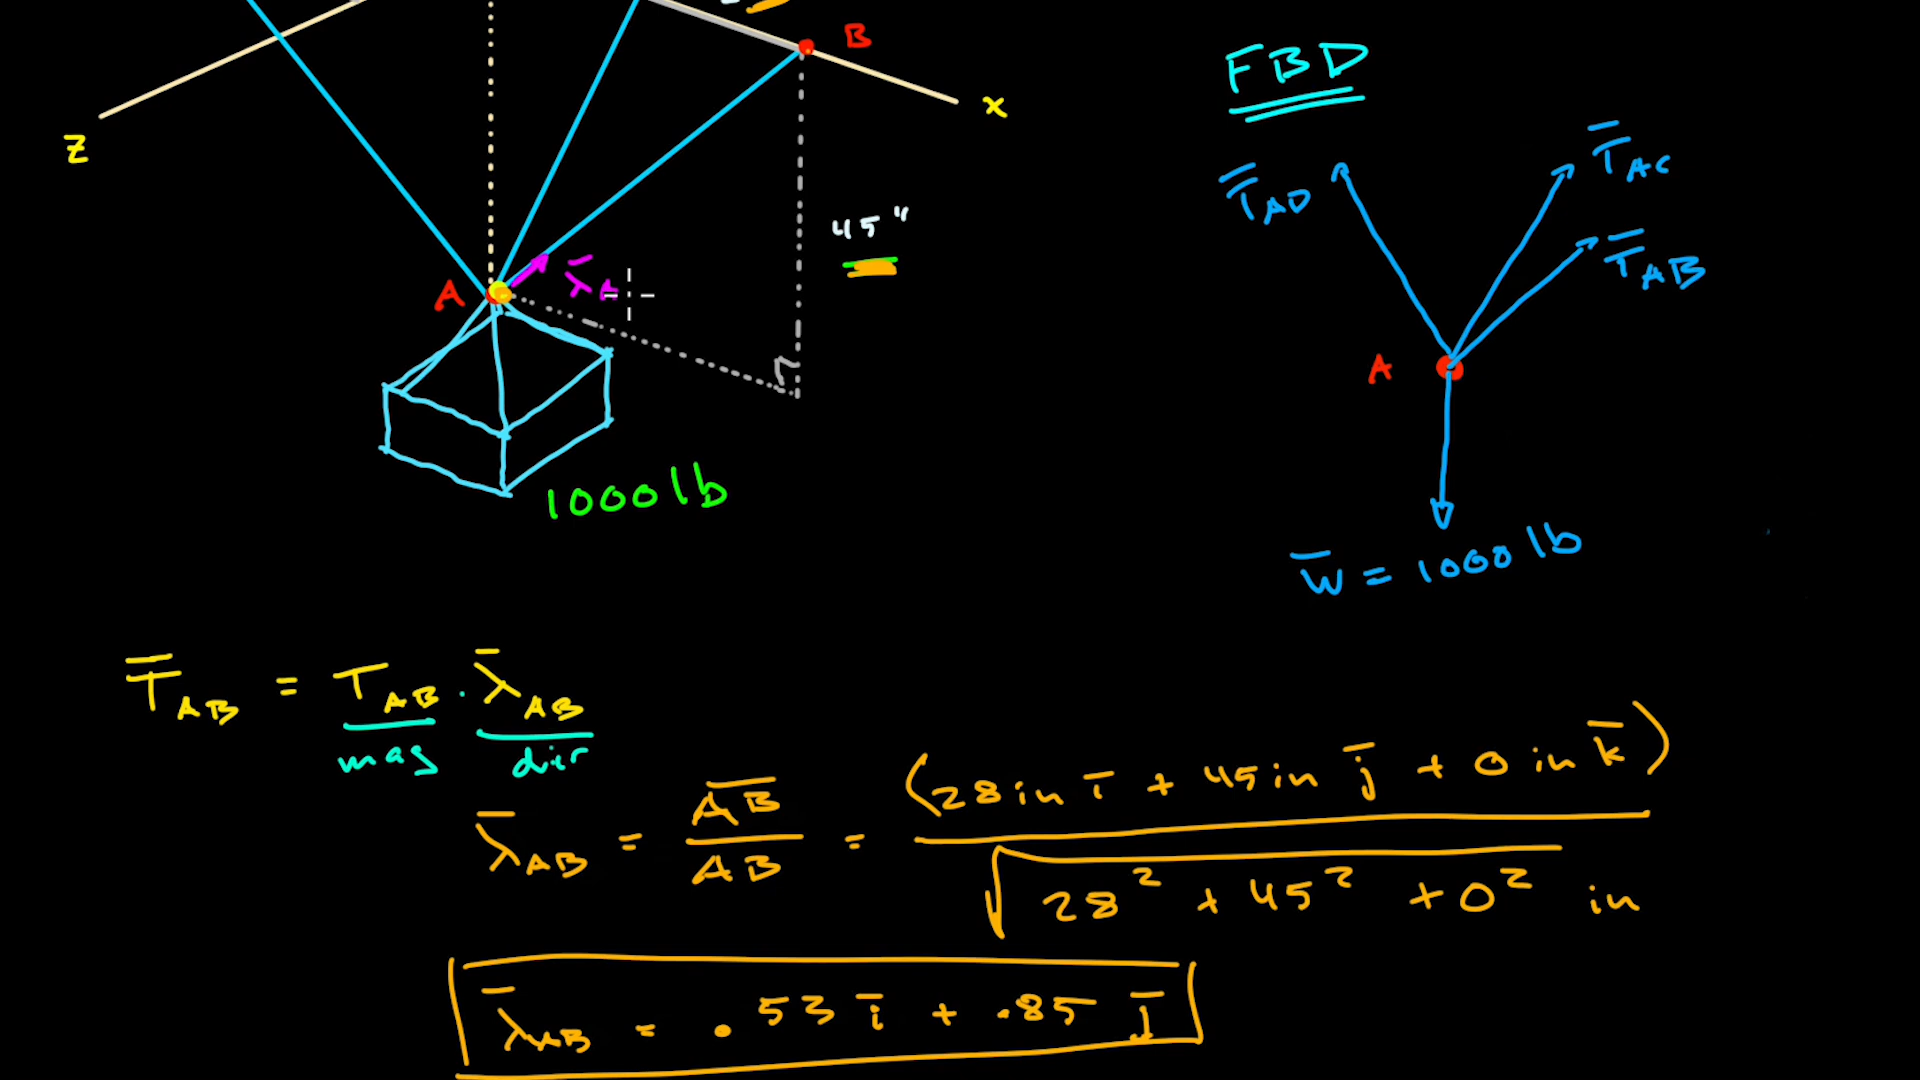 B
x
z
FBD
T̅AD
T̅AC
T̅AB
45"
A
λ̅A
A
1000 lb
W̅ = 1000 lb
T̅AB = TAB · λ̅AB
mag dir
λ̅AB = A̅B̅ / AB = (28 in i̅ + 45 in j̅ + 0 in k̅) / √28² + 45² + 0² in
λ̅AB = .53 i̅ + .85 j̅